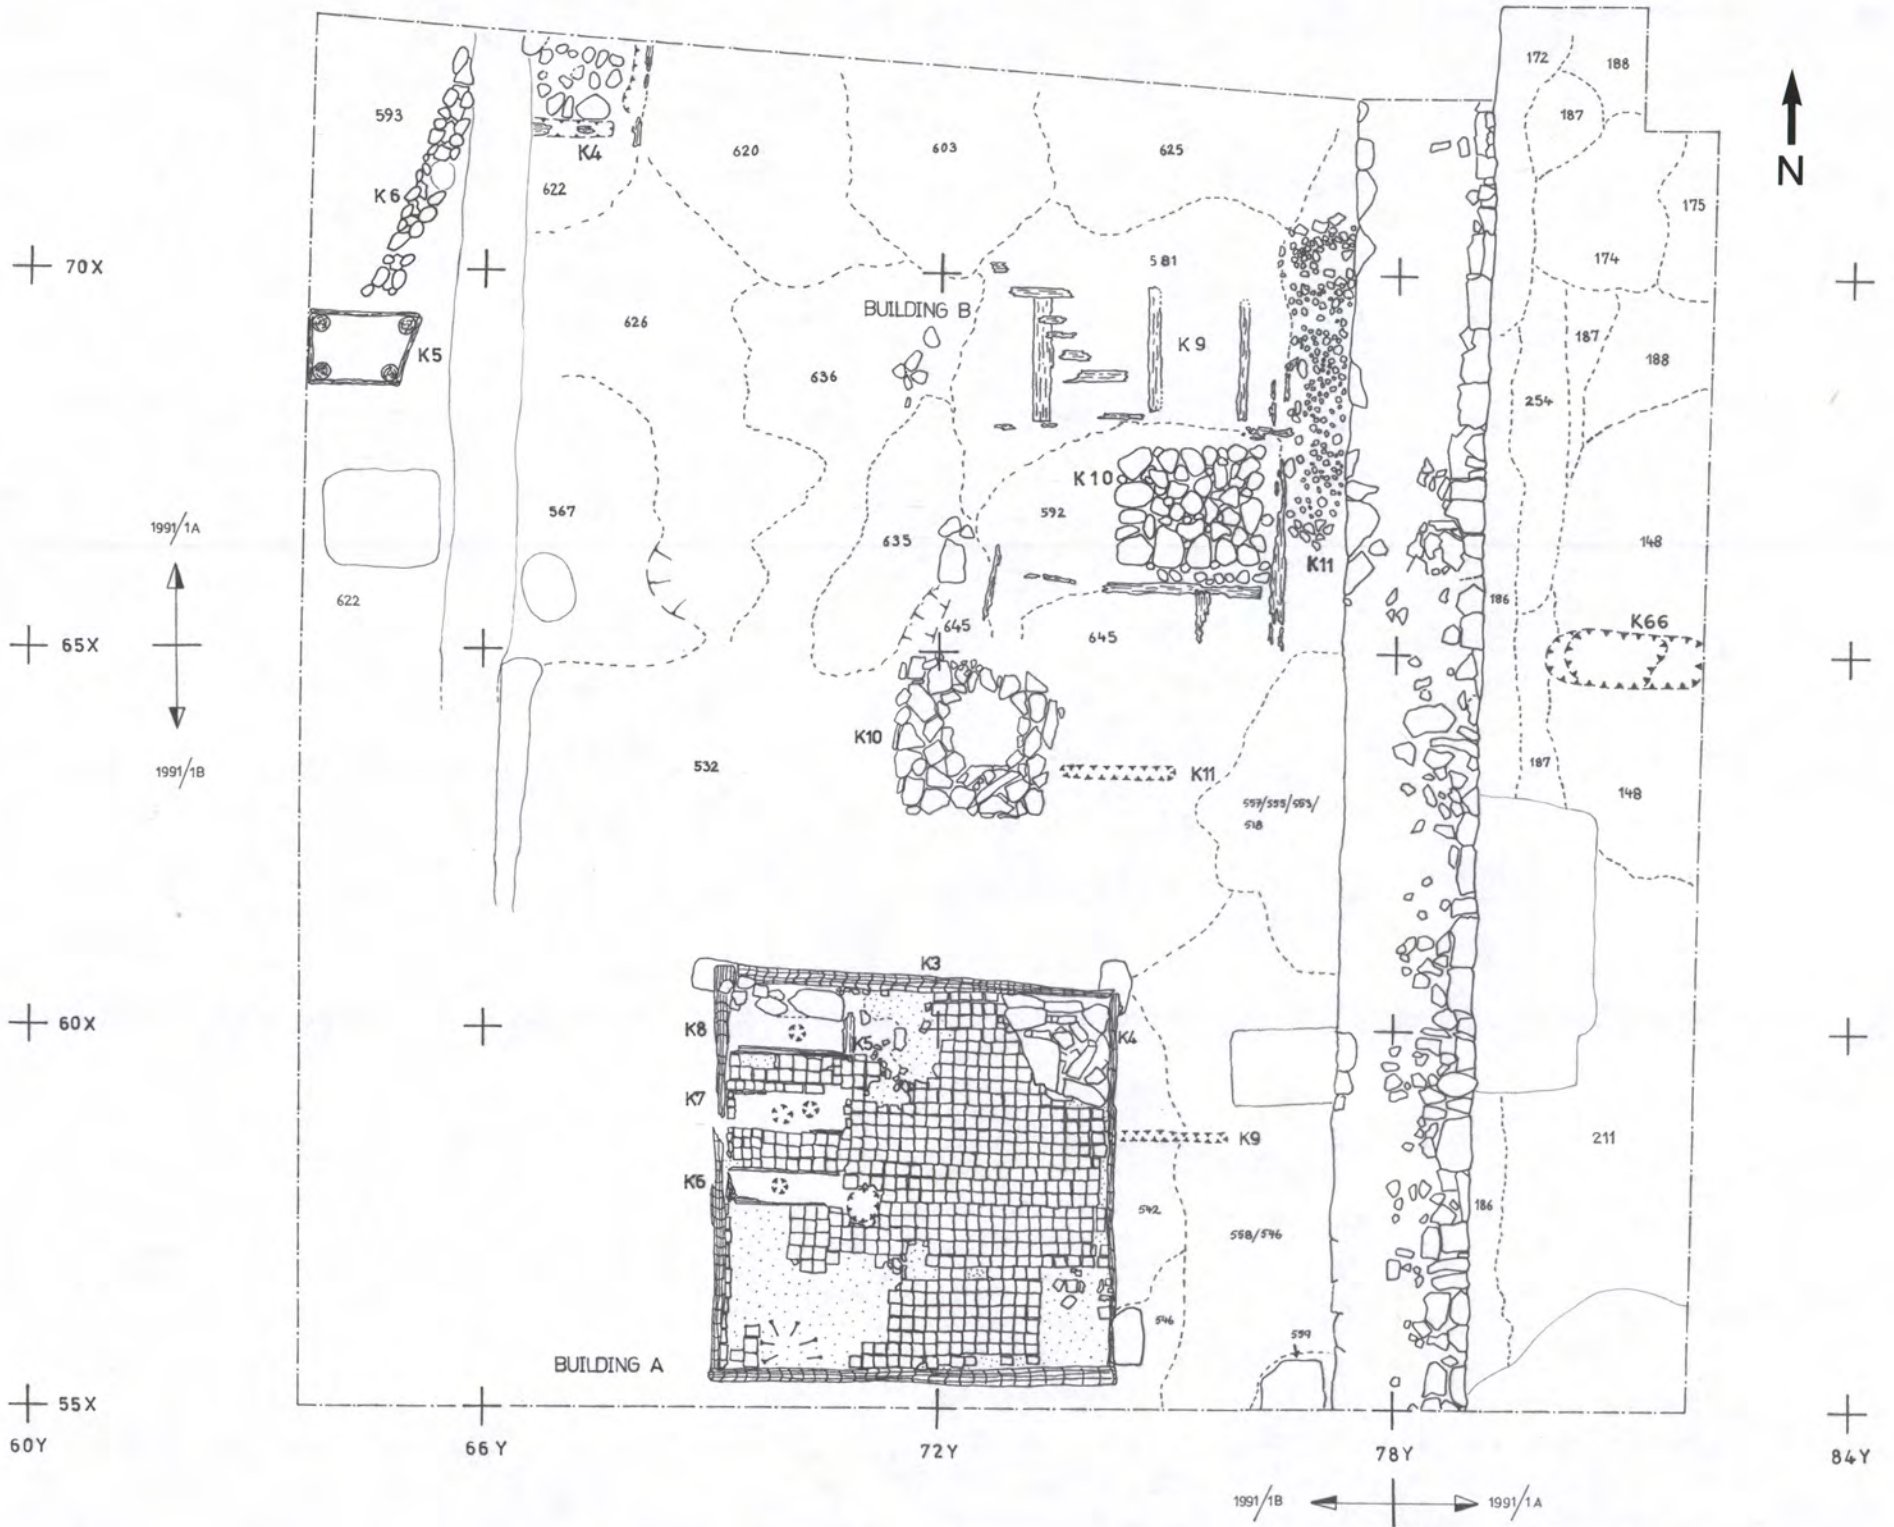 172
188
593
187
N
K4
620
603
625
622
K6
175
70X
581
174
BUILDING B
626
187
K9
K5
188
636
254
K10
567
592
1991/1A
635
148
K11
622
186
K66
645
645
65X
K10
532
187
K11
1991/1B
148
557/555/553/
518
K3
60X
K8
K5
K4
K7
211
K9
K6
542
186
558/546
546
559
BUILDING A
55X
60Y
66Y
72Y
78Y
84Y
1991/1B
1991/1A